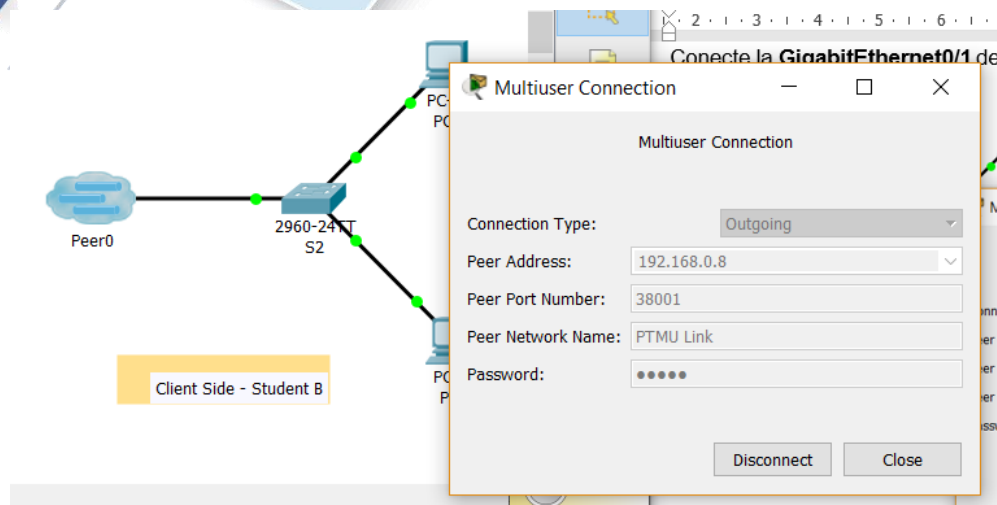 2 · ı · 3 · ı · 4 · ı · 5 · ı · 6 · ı ·
Conecte la GigabitEthernet0/1 de
Multiuser Connection
Multiuser Connection
Connection Type: Outgoing
Peer Address: 192.168.0.8
Peer Port Number: 38001
Peer Network Name: PTMU Link
Password: ●●●●●
Disconnect Close
Peer0
2960-24TT
S2
Client Side - Student B